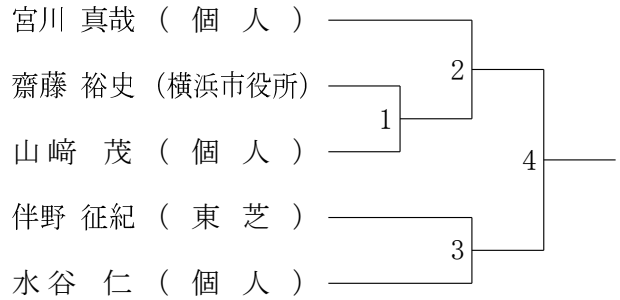 宮川 真哉 ( 個 人 )
齋藤 裕史 (横浜市役所)
山﨑 茂 ( 個 人 )
伴野 征紀 ( 東 芝 )
水谷 仁 ( 個 人 )
2
1
4
3